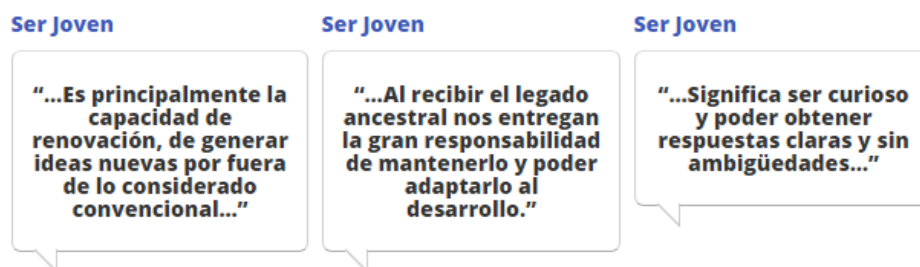 Ser Joven
“...Es principalmente la
capacidad de
renovación, de generar
ideas nuevas por fuera
de lo considerado
convencional...”
Ser Joven
“...Al recibir el legado
ancestral nos entregan
la gran responsabilidad
de mantenerlo y poder
adaptarlo al
desarrollo.”
Ser Joven
“...Significa ser curioso
y poder obtener
respuestas claras y sin
ambigüedades...”